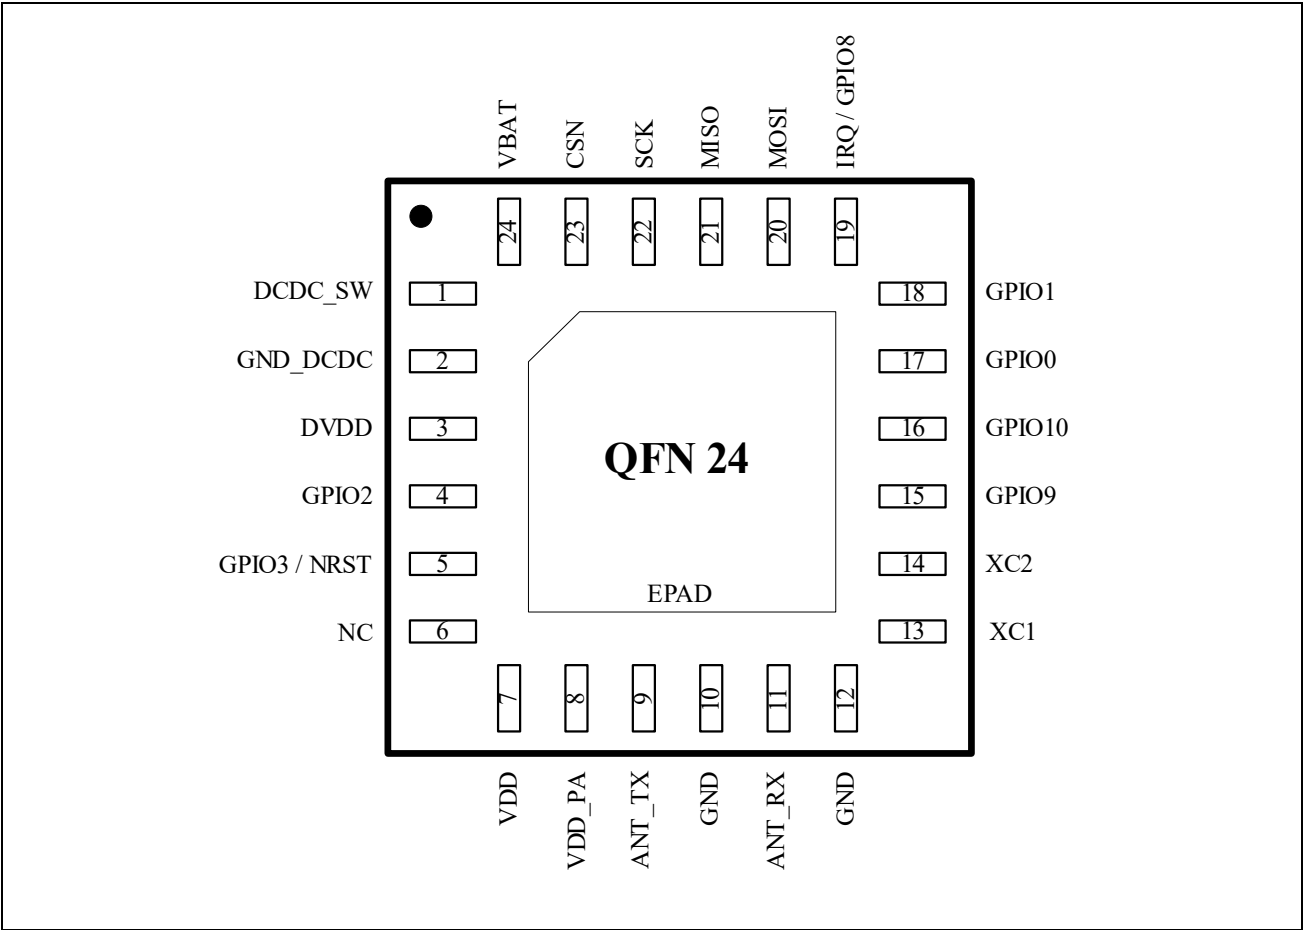 VBAT
CSN
SCK
MISO
MOSI
IRQ / GPIO8
24
23
22
21
20
19
DCDC_SW 1
GND_DCDC 2
DVDD 3
GPIO2 4
GPIO3 / NRST 5
NC 6
18 GPIO1
17 GPIO0
16 GPIO10
15 GPIO9
14 XC2
13 XC1
QFN 24
EPAD
7
8
9
10
11
12
VDD
VDD_PA
ANT_TX
GND
ANT_RX
GND